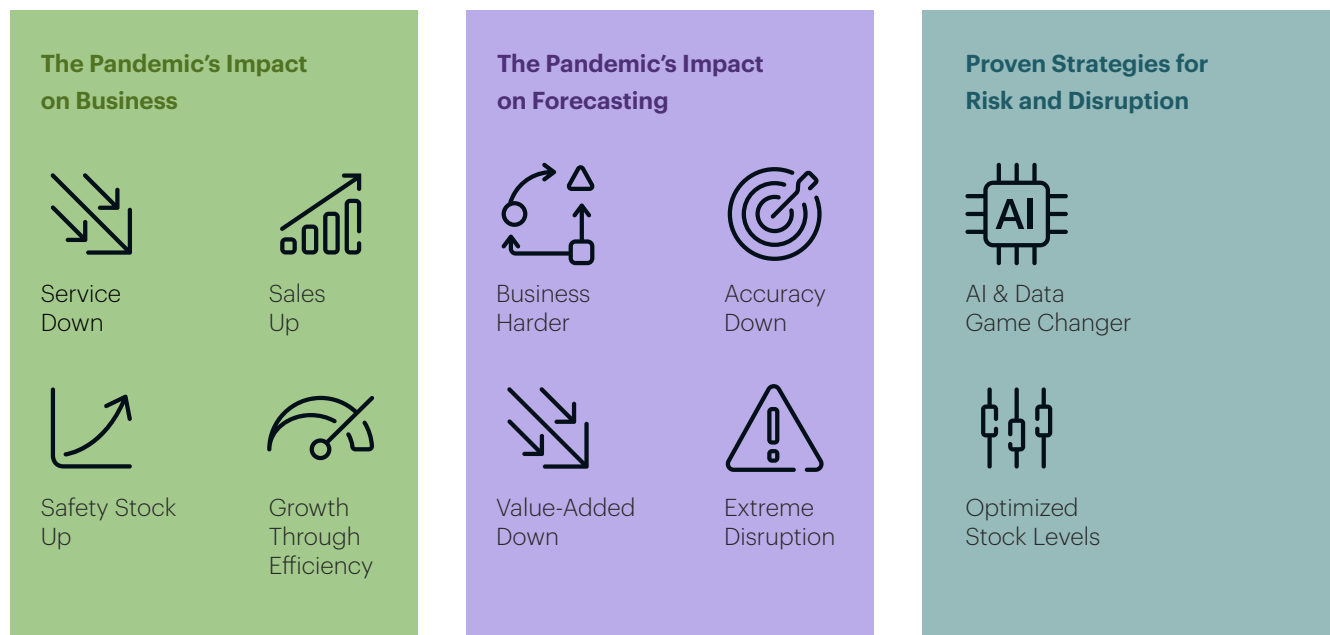 The Pandemic’s Impact
on Business
Service
Down
Sales
Up
Safety Stock
Up
Growth
Through
Efficiency
The Pandemic’s Impact
on Forecasting
Business
Harder
Accuracy
Down
Value-Added
Down
Extreme
Disruption
Proven Strategies for
Risk and Disruption
AI
AI & Data
Game Changer
Optimized
Stock Levels